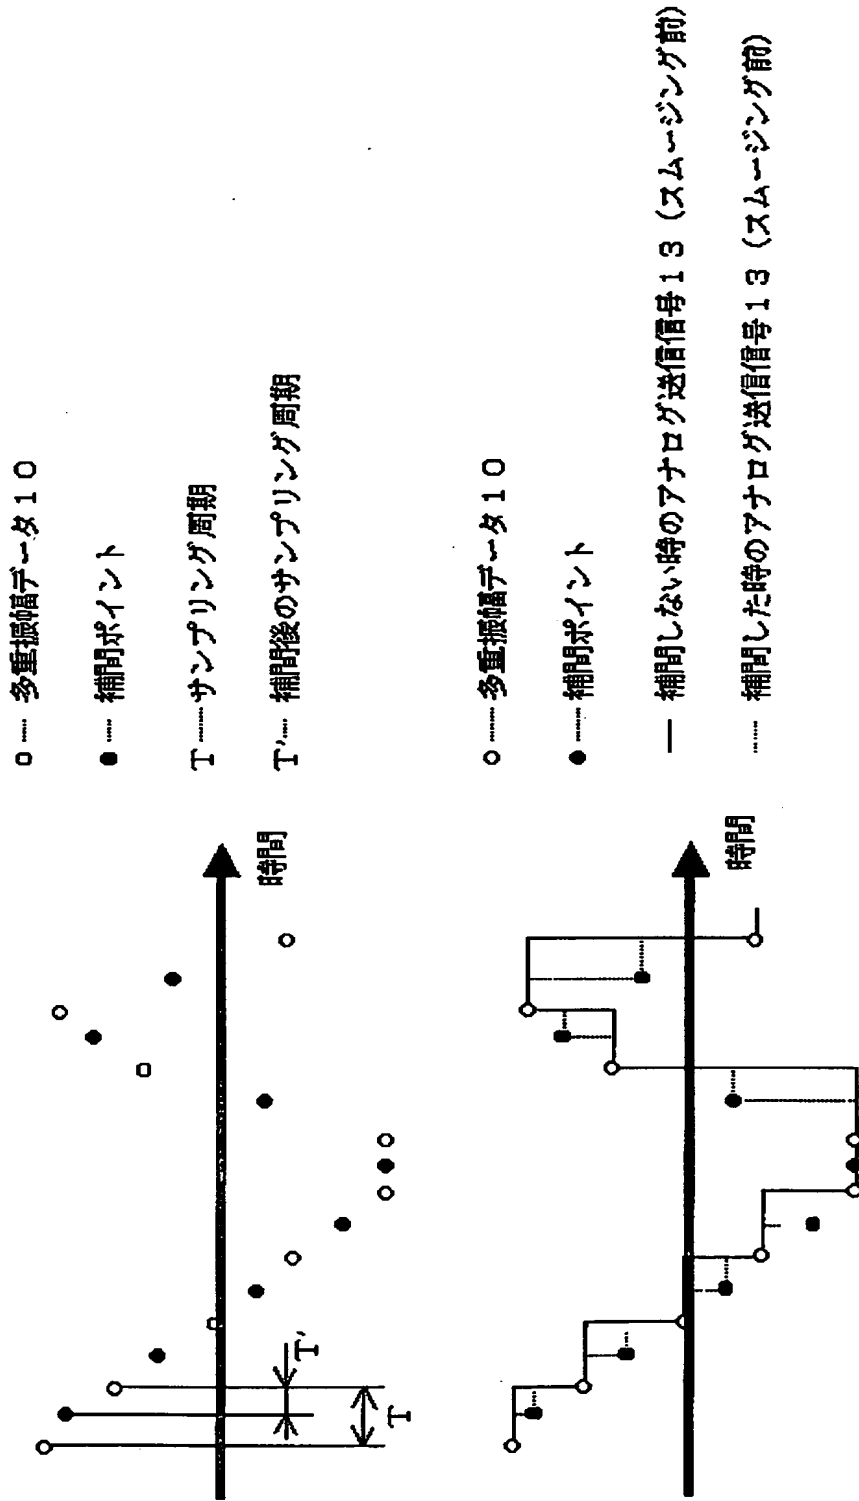 ○┈┈ 多重振幅データ10
●┈┈ 補間ポイント
T┈┈サンプリング周期
T'┈┈ 補間後のサンプリング周期
時間
T'
T
○┈┈多重振幅データ10
●┈┈補間ポイント
― 補間しない時のアナログ送信信号13(スムージング前)
┈┈ 補間した時のアナログ送信信号13(スムージング前)
時間